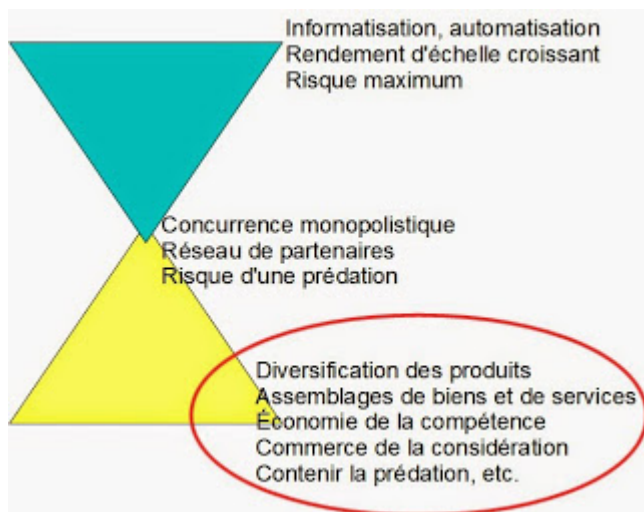 Informatisation, automatisation
Rendement d'échelle croissant
Risque maximum
Concurrence monopolistique
Réseau de partenaires
Risque d'une prédation
Diversification des produits
Assemblages de biens et de services
Économie de la compétence
Commerce de la considération
Contenir la prédation, etc.